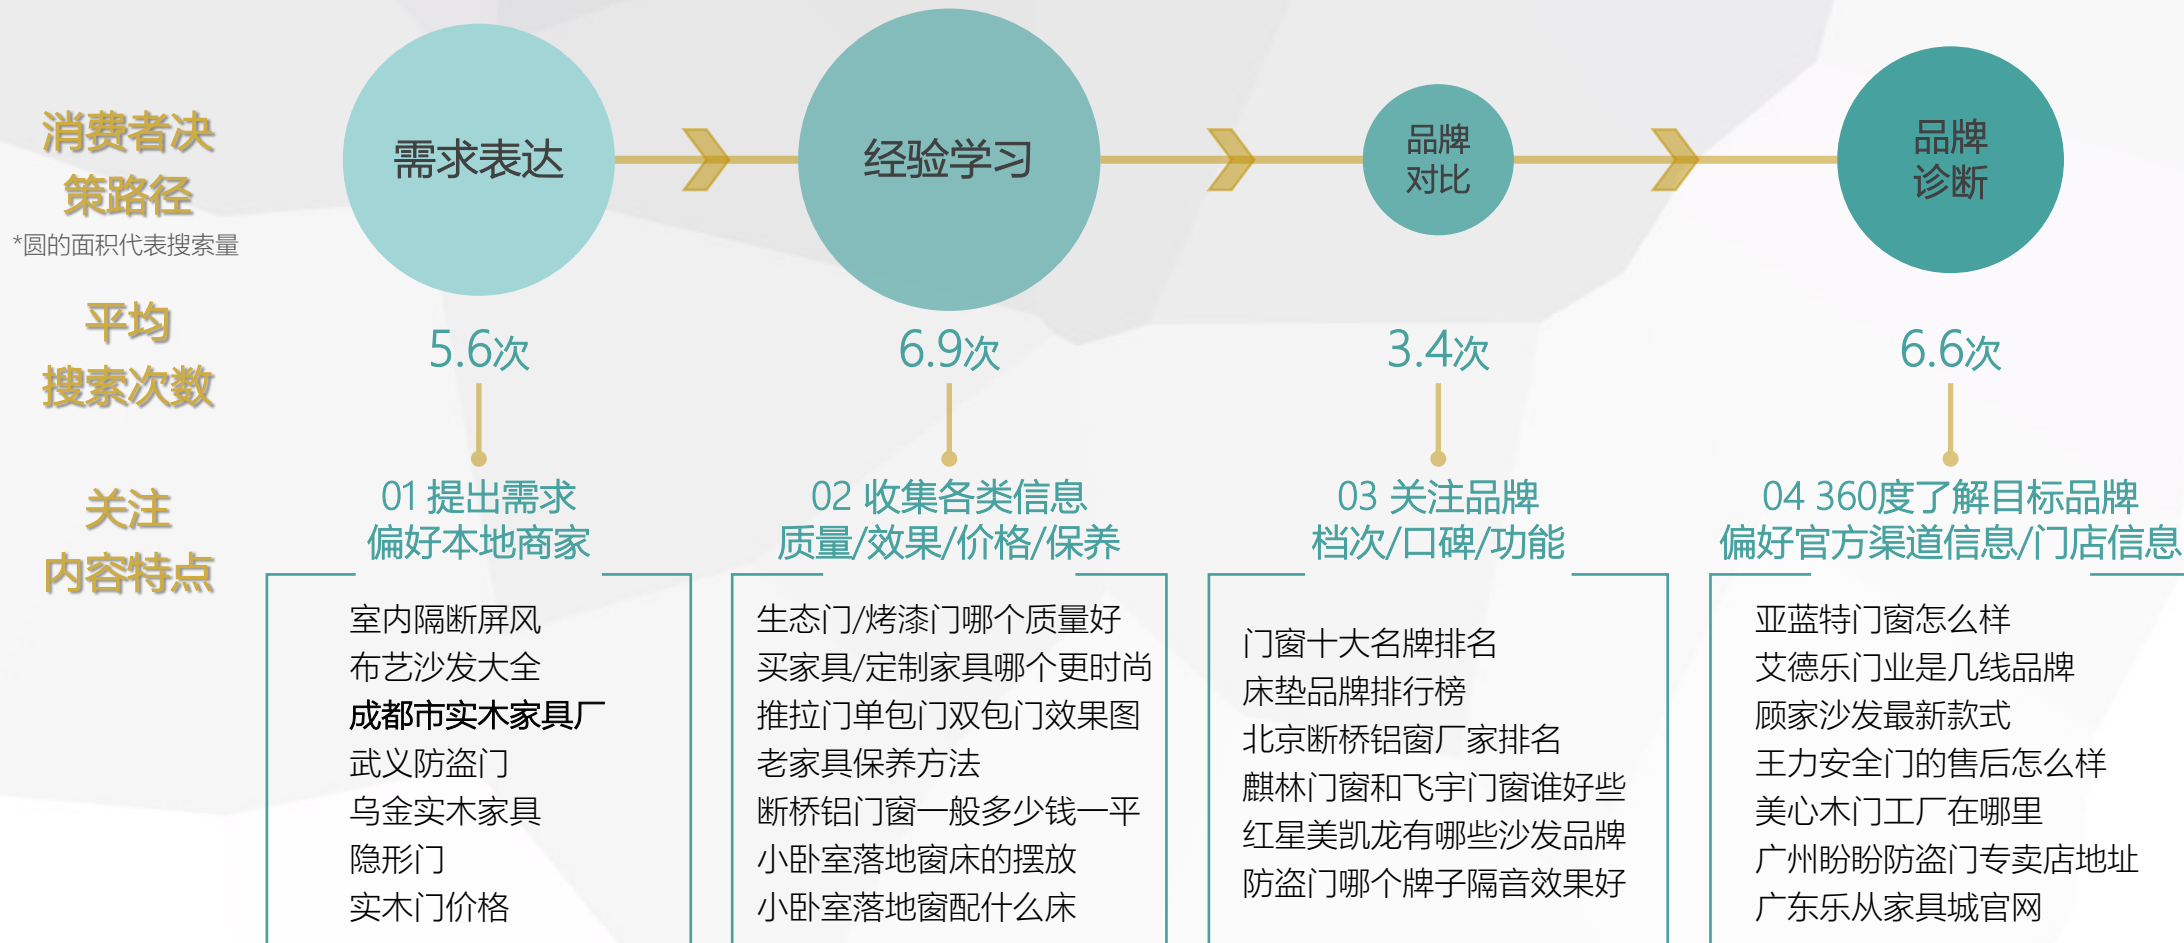 消费者决
策路径
*圆的面积代表搜索量
需求表达
经验学习
品牌
对比
品牌
诊断
平均
搜索次数
5.6次
6.9次
3.4次
6.6次
关注
内容特点
01 提出需求
偏好本地商家
室内隔断屏风
布艺沙发大全
成都市实木家具厂
武义防盗门
乌金实木家具
隐形门
实木门价格
02 收集各类信息
质量/效果/价格/保养
生态门/烤漆门哪个质量好
买家具/定制家具哪个更时尚
推拉门单包门双包门效果图
老家具保养方法
断桥铝门窗一般多少钱一平
小卧室落地窗床的摆放
小卧室落地窗配什么床
03 关注品牌
档次/口碑/功能
门窗十大名牌排名
床垫品牌排行榜
北京断桥铝窗厂家排名
麒林门窗和飞宇门窗谁好些
红星美凯龙有哪些沙发品牌
防盗门哪个牌子隔音效果好
04 360度了解目标品牌
偏好官方渠道信息/门店信息
亚蓝特门窗怎么样
艾德乐门业是几线品牌
顾家沙发最新款式
王力安全门的售后怎么样
美心木门工厂在哪里
广州盼盼防盗门专卖店地址
广东乐从家具城官网